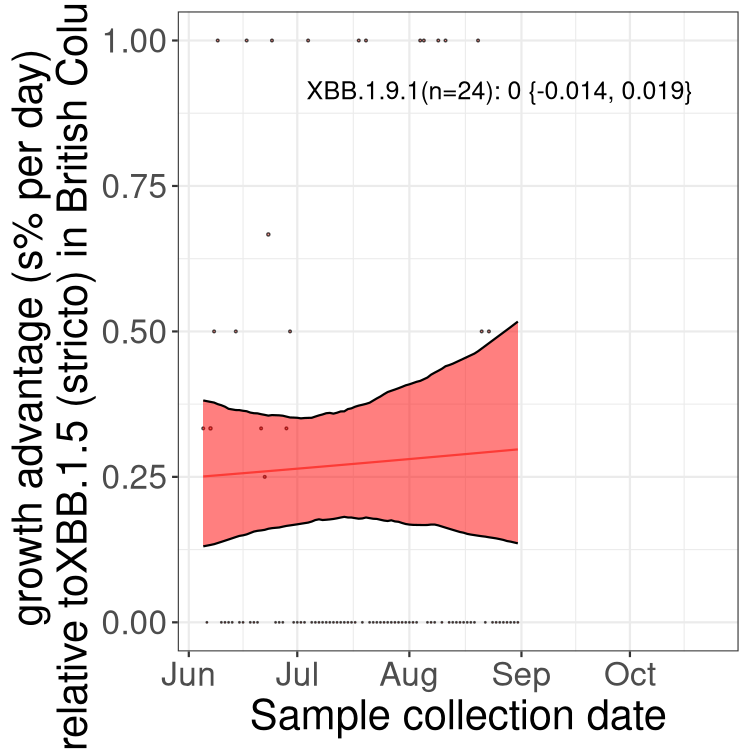 growth advantage (s% per day)
relative toXBB.1.5 (stricto) in British Colu
1.00
0.75
0.50
0.25
0.00
XBB.1.9.1(n=24): 0 {-0.014, 0.019}
Jun Jul Aug Sep Oct
Sample collection date